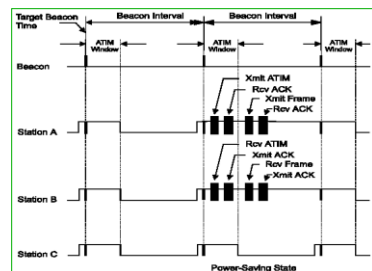 Target Beacon Time
Beacon Interval
Beacon Interval
ATIM Window
ATIM Window
ATIM Window
Beacon
Xmit ATIM
Rcv ACK
Xmit Frame
Rcv ACK
Station A
Rcv ATIM
Xmit ACK
Rcv Frame
Xmit ACK
Station B
Station C
Power-Saving State